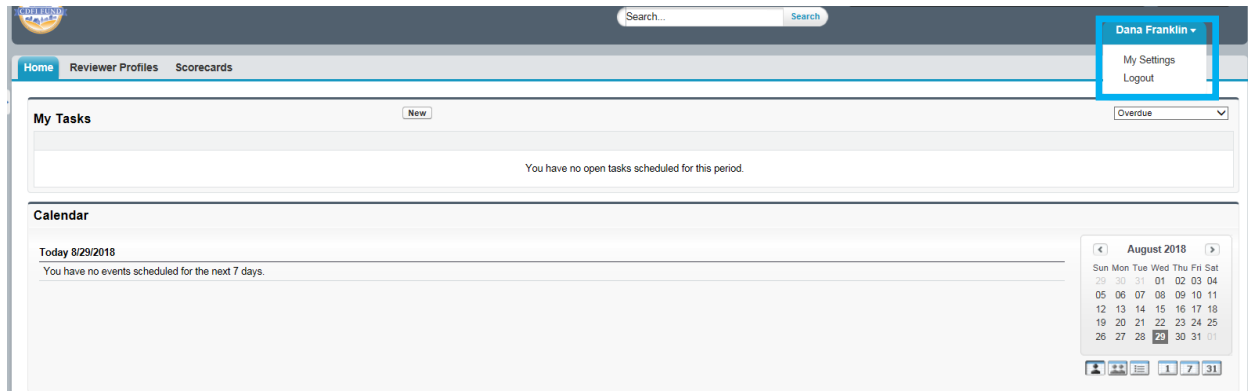 CDFI FUND
Search... Search
Dana Franklin
My Settings
Logout
Home Reviewer Profiles Scorecards
My Tasks New Overdue
You have no open tasks scheduled for this period.
Calendar
Today 8/29/2018
You have no events scheduled for the next 7 days.
August 2018
Sun Mon Tue Wed Thu Fri Sat
29 30 31 01 02 03 04
05 06 07 08 09 10 11
12 13 14 15 16 17 18
19 20 21 22 23 24 25
26 27 28 29 30 31 01
1 7 31